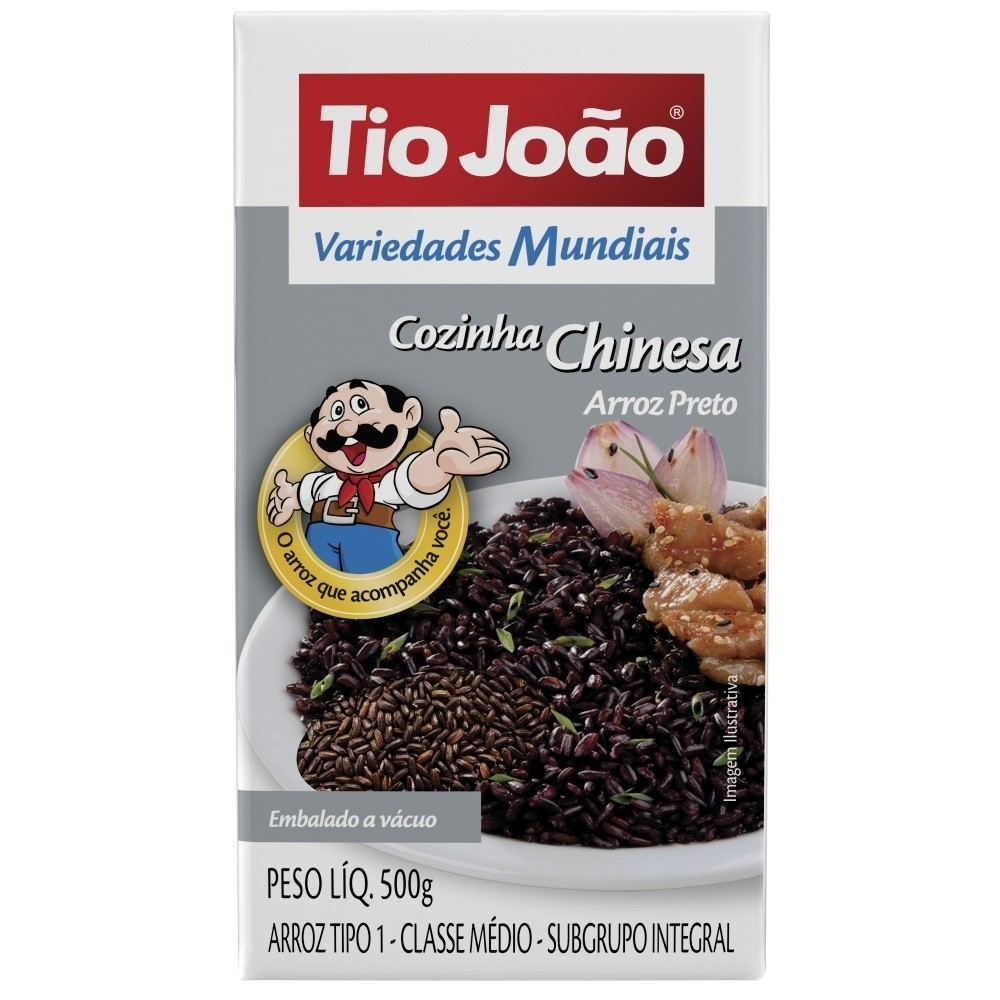 Tio João®
Variedades Mundiais
Cozinha Chinesa
Arroz Preto
O arroz que acompanha você.
Imagem Ilustrativa
Embalado a vácuo
PESO LÍQ. 500g
ARROZ TIPO 1 - CLASSE MÉDIO - SUBGRUPO INTEGRAL